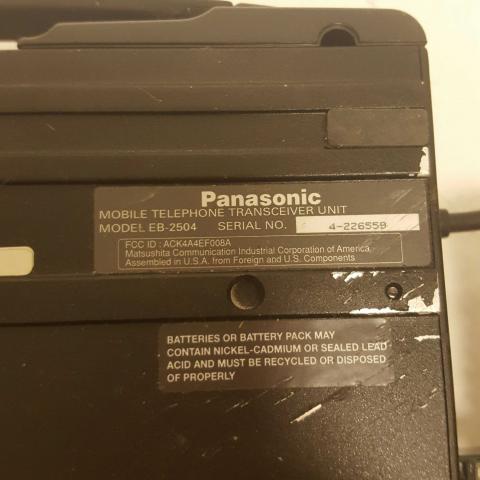 Panasonic
MOBILE TELEPHONE TRANSCEIVER UNIT
MODEL EB-2504 SERIAL NO. 4-226559
FCC ID : ACK4A4EF008A
Matsushita Communication Industrial Corporation of America
Assembled in U.S.A. from Foreign and U.S. Components
BATTERIES OR BATTERY PACK MAY
CONTAIN NICKEL-CADMIUM OR SEALED LEAD
ACID AND MUST BE RECYCLED OR DISPOSED
OF PROPERLY